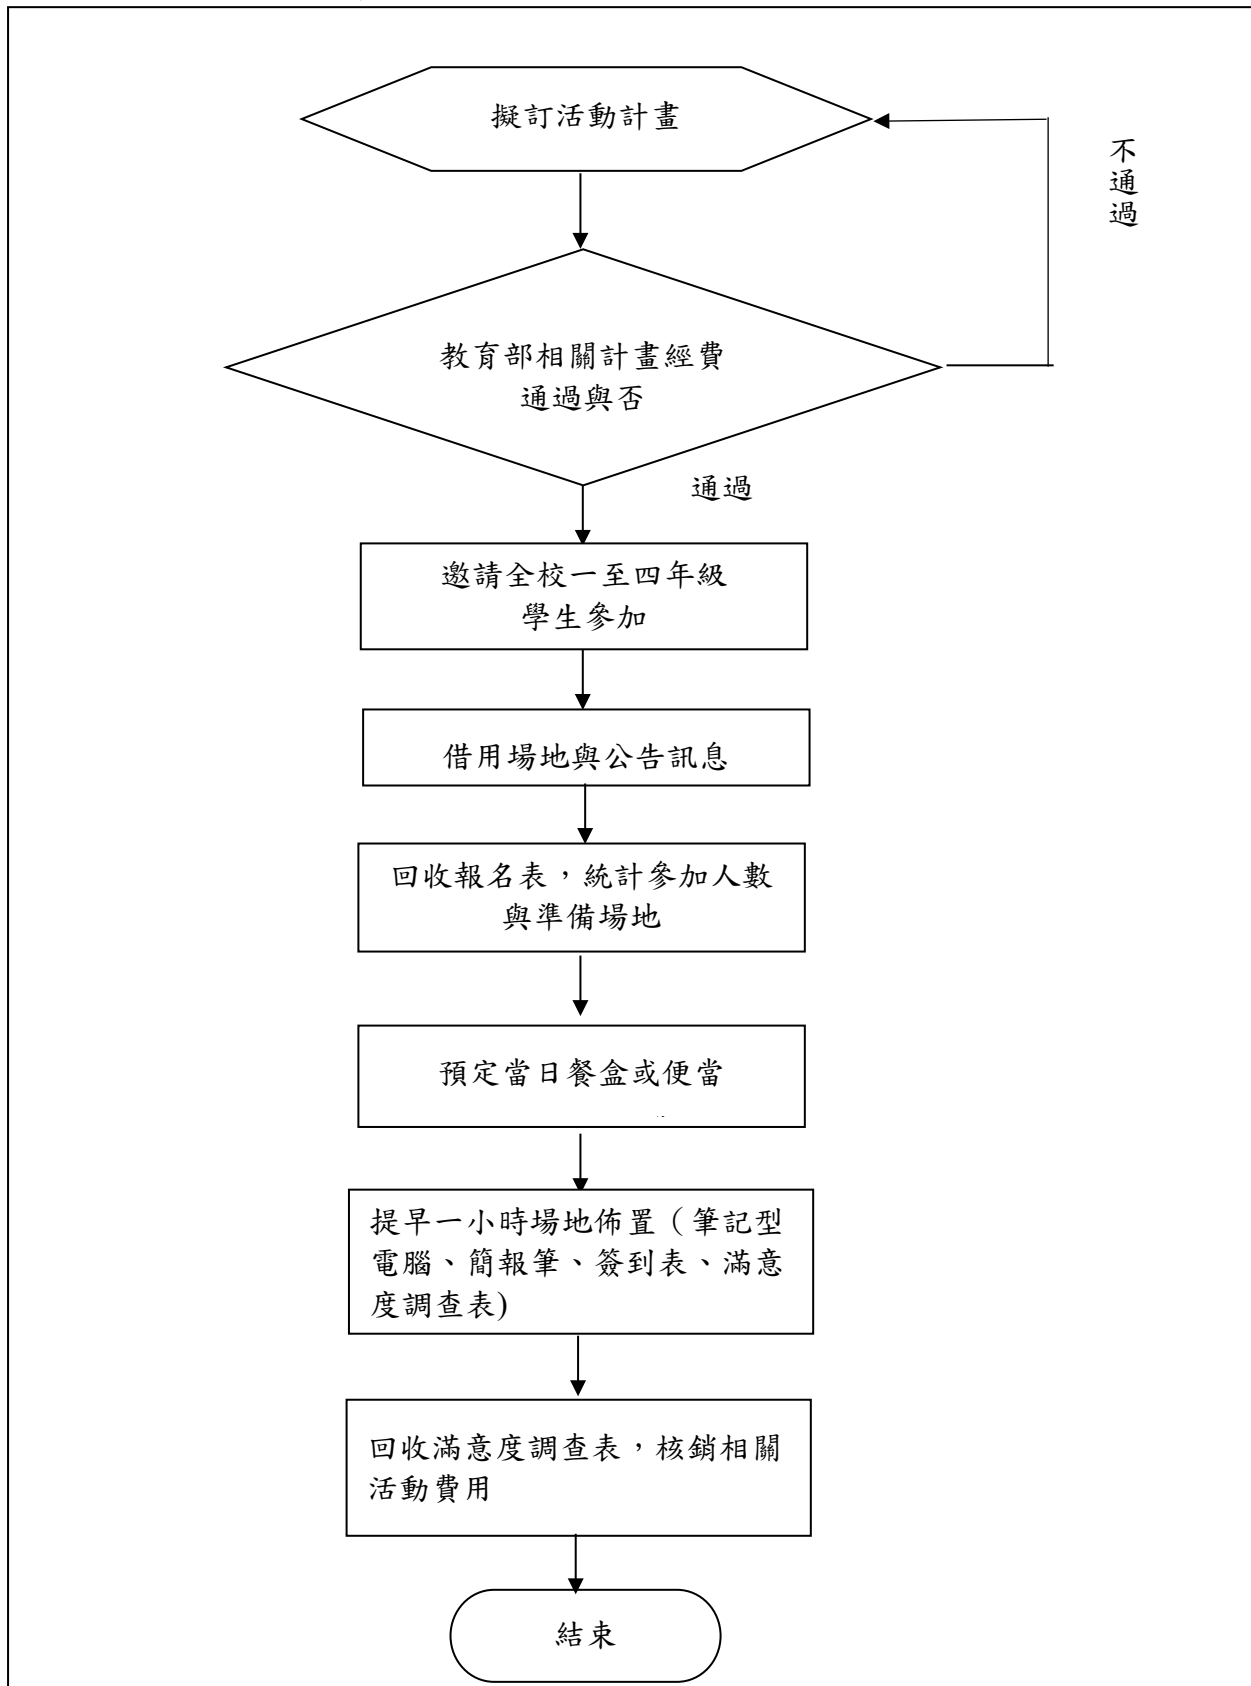 擬訂活動計畫
不通過
教育部相關計畫經費
通過與否
通過
邀請全校一至四年級
學生參加
借用場地與公告訊息
回收報名表，統計參加人數
與準備場地
預定當日餐盒或便當
提早一小時場地佈置（筆記型
電腦、簡報筆、簽到表、滿意
度調查表)
回收滿意度調查表，核銷相關
活動費用
結束